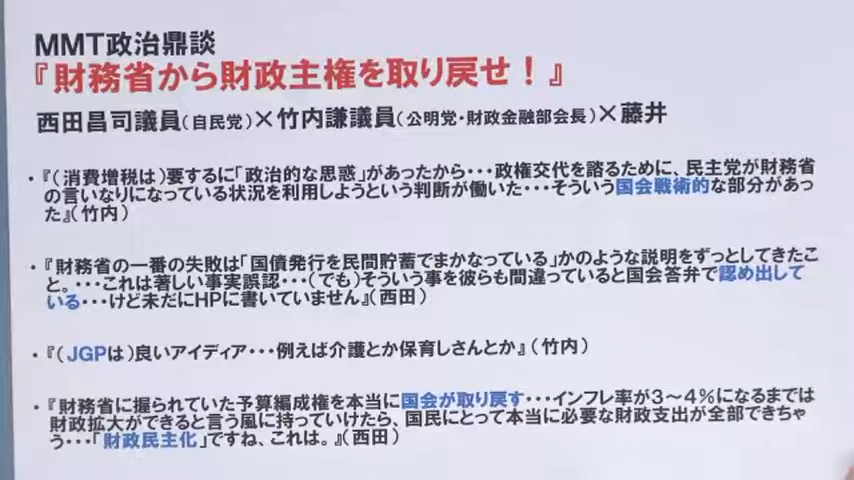 MMT政治鼎談
『財務省から財政主権を取り戻せ！』
西田昌司議員(自民党)×竹内譲議員(公明党・財政金融部会長)×藤井
・『(消費増税は)要するに「政治的な思惑」があったから・・・政権交代を諮るために、民主党が財務省
の言いなりになっている状況を利用しようという判断が働いた・・・そういう国会戦術的な部分があっ
た』(竹内)
・『財務省の一番の失敗は「国債発行を民間貯蓄でまかなっている」かのような説明をずっとしてきたこ
と。・・・これは著しい事実誤認・・・(でも)そういう事を彼らも間違っていると国会答弁で認め出して
いる・・・けど未だにHPに書いていません』(西田)
・『(JGPは)良いアイディア・・・例えば介護とか保育しさんとか』(竹内)
・『財務省に握られていた予算編成権を本当に国会が取り戻す・・・インフレ率が3～4%になるまでは
財政拡大ができると言う風に持っていけたら、国民にとって本当に必要な財政支出が全部できちゃ
う・・・「財政民主化」ですね、これは。』(西田)